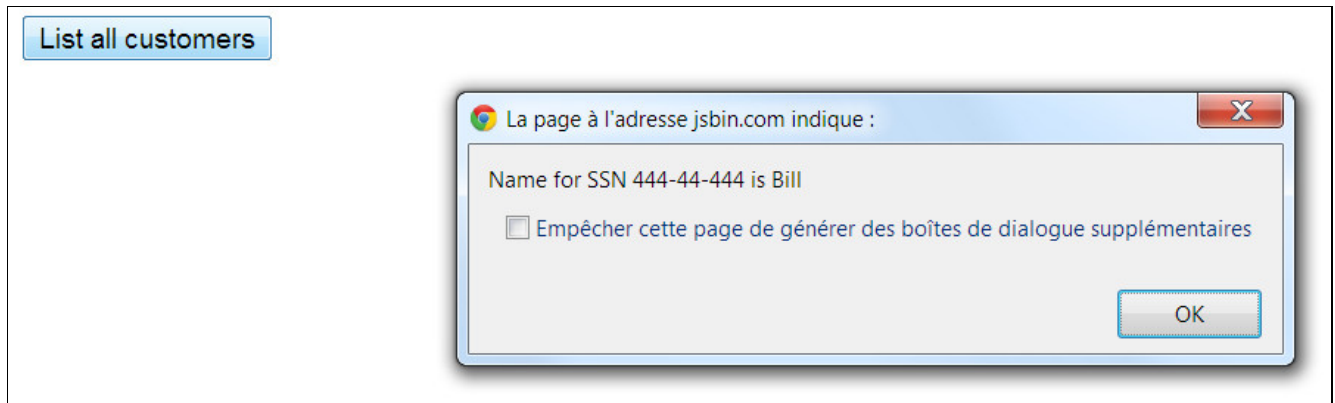 List all customers
La page à l'adresse jsbin.com indique :
Name for SSN 444-44-444 is Bill
Empêcher cette page de générer des boîtes de dialogue supplémentaires
OK